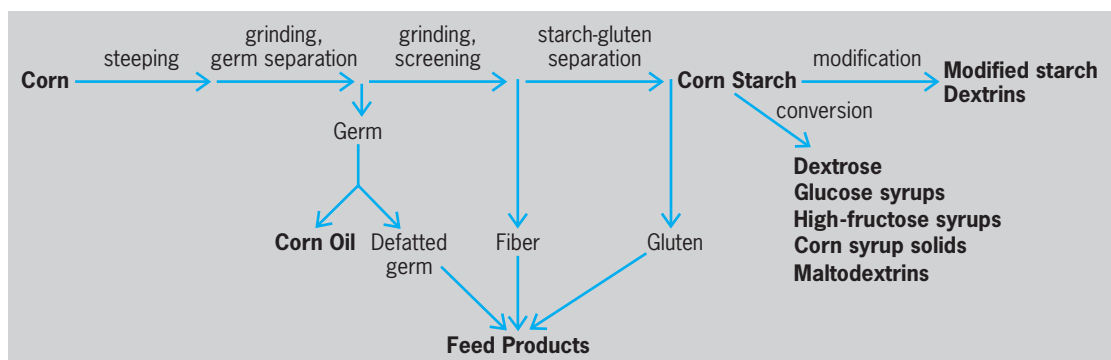 grinding,
grinding,
starch-gluten
steeping
germ separation
screening
separation
modification
Corn
Corn Starch
Modified starch
Dextrins
conversion
Germ
Dextrose
Glucose syrups
High-fructose syrups
Corn syrup solids
Maltodextrins
Corn Oil
Defatted
germ
Fiber
Gluten
Feed Products